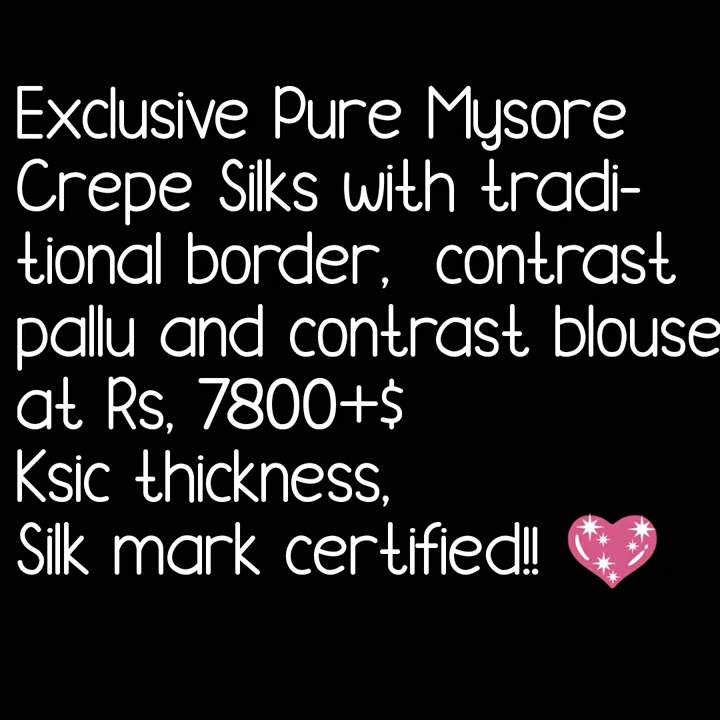 Exclusive Pure Mysore
Crepe Silks with tradi-
tional border,  contrast
pallu and contrast blouse
at Rs, 7800+$
Ksic thickness,
Silk mark certified!! 💖